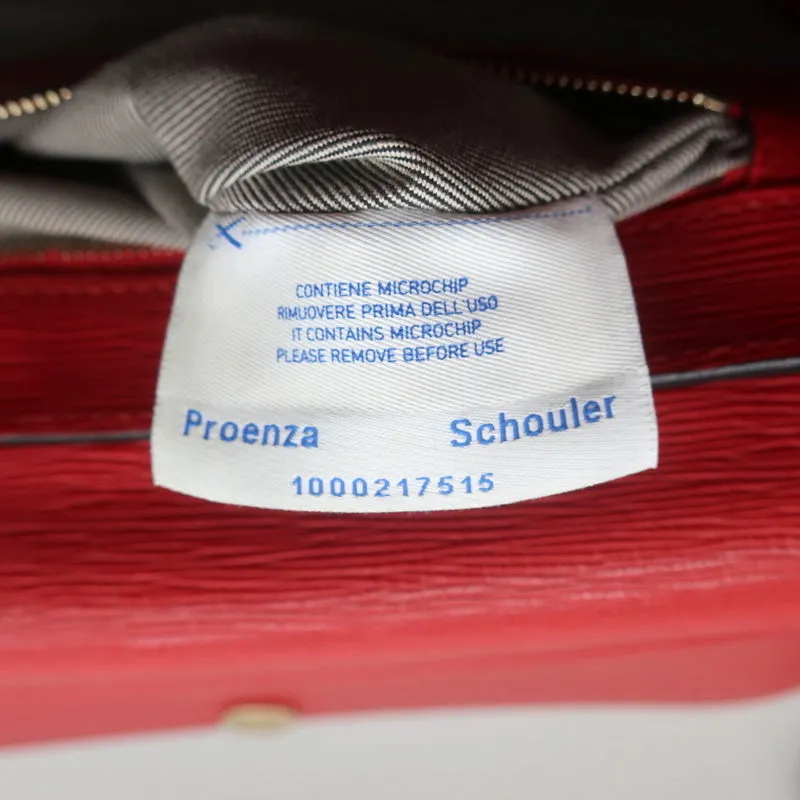 CONTIENE MICROCHIP
RIMUOVERE PRIMA DELL'USO
IT CONTAINS MICROCHIP
PLEASE REMOVE BEFORE USE
Proenza Schouler
1000217515